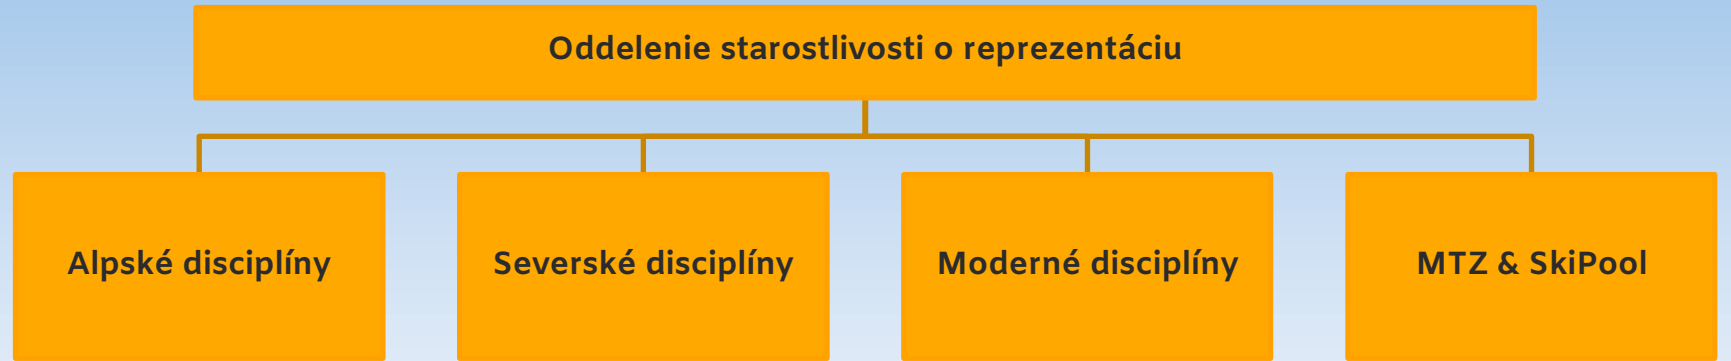 Oddelenie starostlivosti o reprezentáciu
Alpské disciplíny
Severské disciplíny
Moderné disciplíny
MTZ & SkiPool